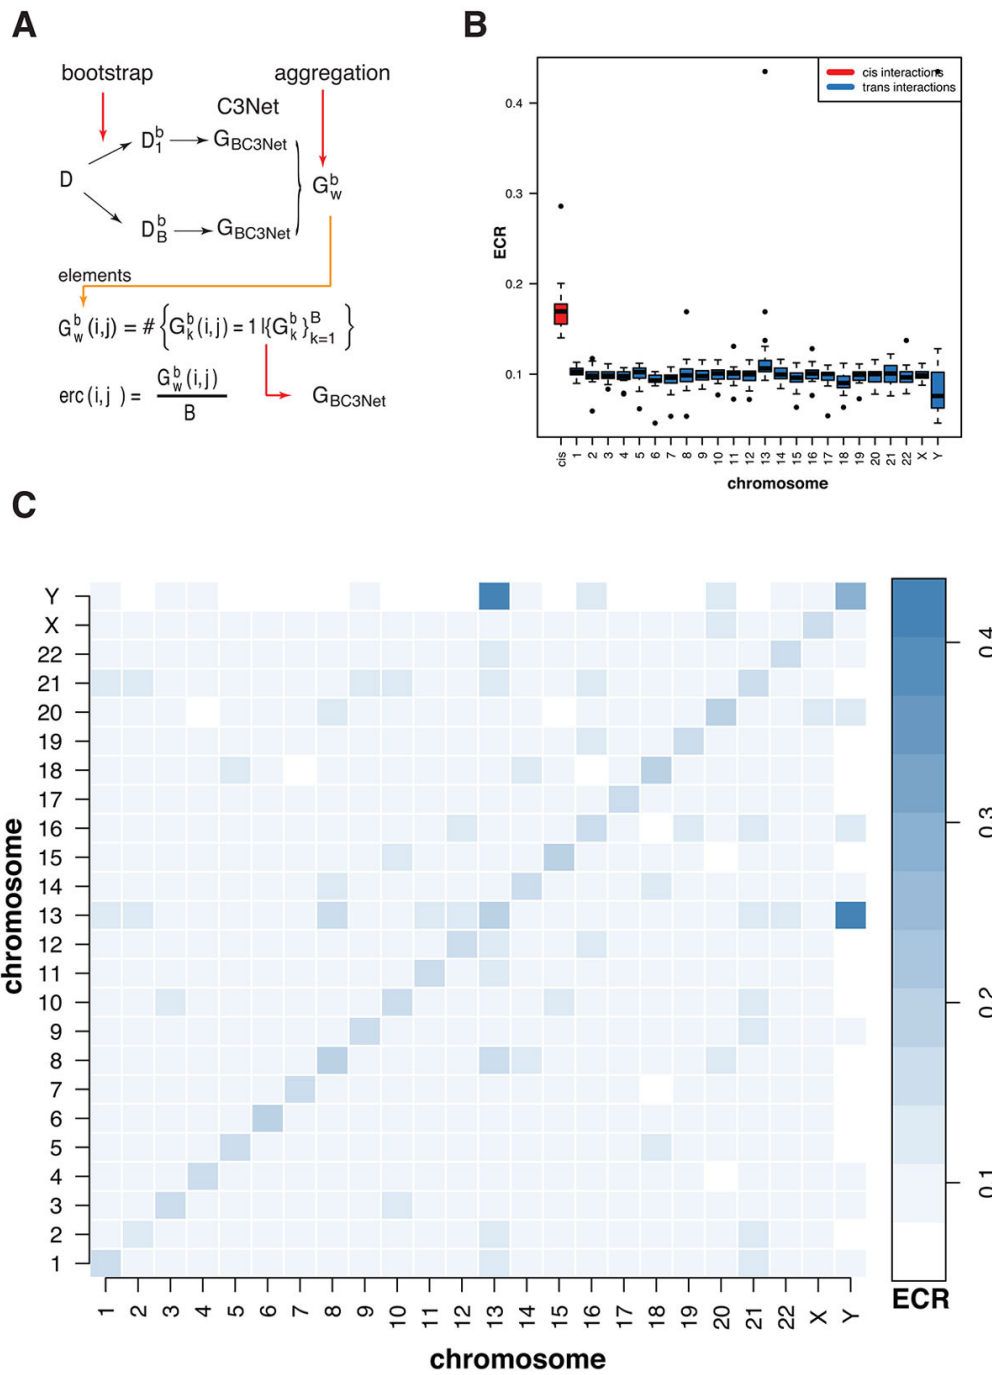 A
bootstrap
aggregation
C3Net
D
D₁ᵇ
G_BC3Net
G_wᵇ
D_Bᵇ
G_BC3Net
elements
G_wᵇ(i,j) = #{G_kᵇ(i,j = 1 |{G_kᵇ}_{k=1}^B}
erc(i,j ) = G_wᵇ(i,j) / B
G_BC3Net
B
cis interactions
trans interactions
ECR
0.4
0.3
0.2
0.1
cis 1 2 3 4 5 6 7 8 9 10 11 12 13 14 15 16 17 18 19 20 21 22 X Y
chromosome
C
chromosome
Y
X
22
21
20
19
18
17
16
15
14
13
12
11
10
9
8
7
6
5
4
3
2
1
1 2 3 4 5 6 7 8 9 10 11 12 13 14 15 16 17 18 19 20 21 22 X Y
chromosome
0.4
0.3
0.2
0.1
ECR